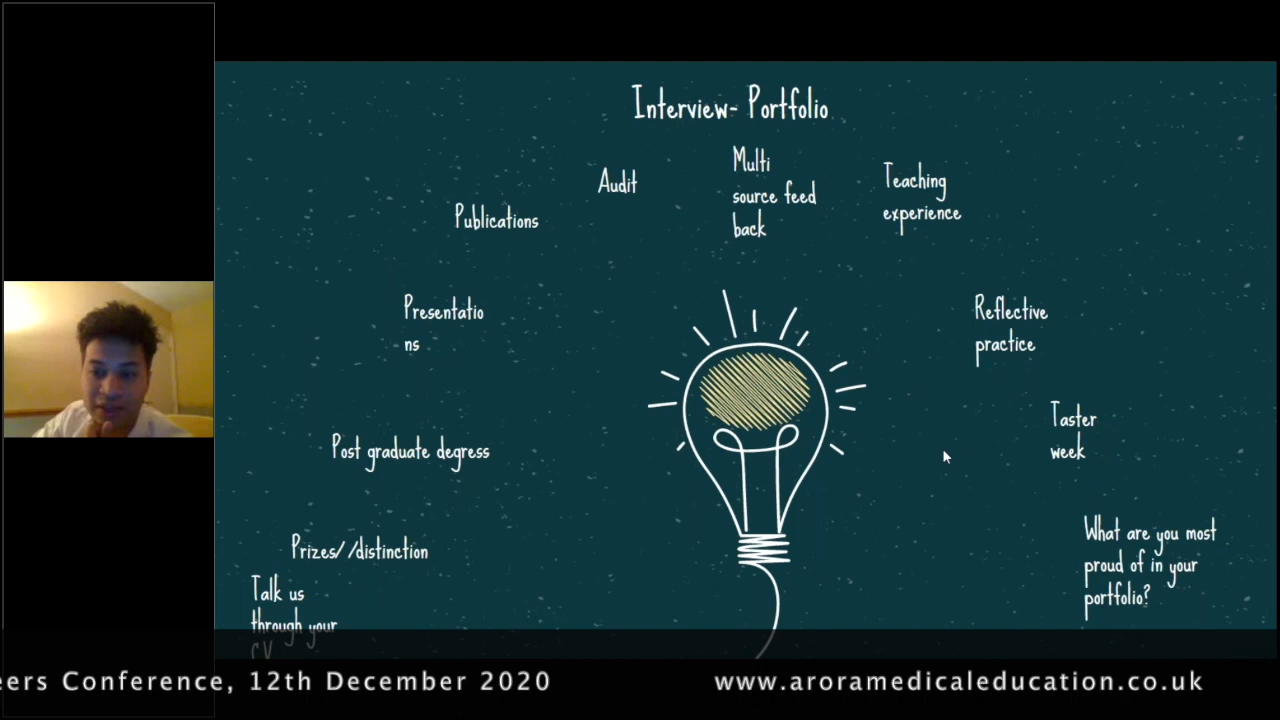 Interview- Portfolio
Multi
source feed
back
Audit
Teaching
experience
Publications
Presentatio
ns
Reflective
practice
Post graduate degress
Taster
week
Prizes//distinction
What are you most
proud of in your
portfolio?
Talk us
through your
CV
eers Conference, 12th December 2020
www.aroramedicaleducation.co.uk